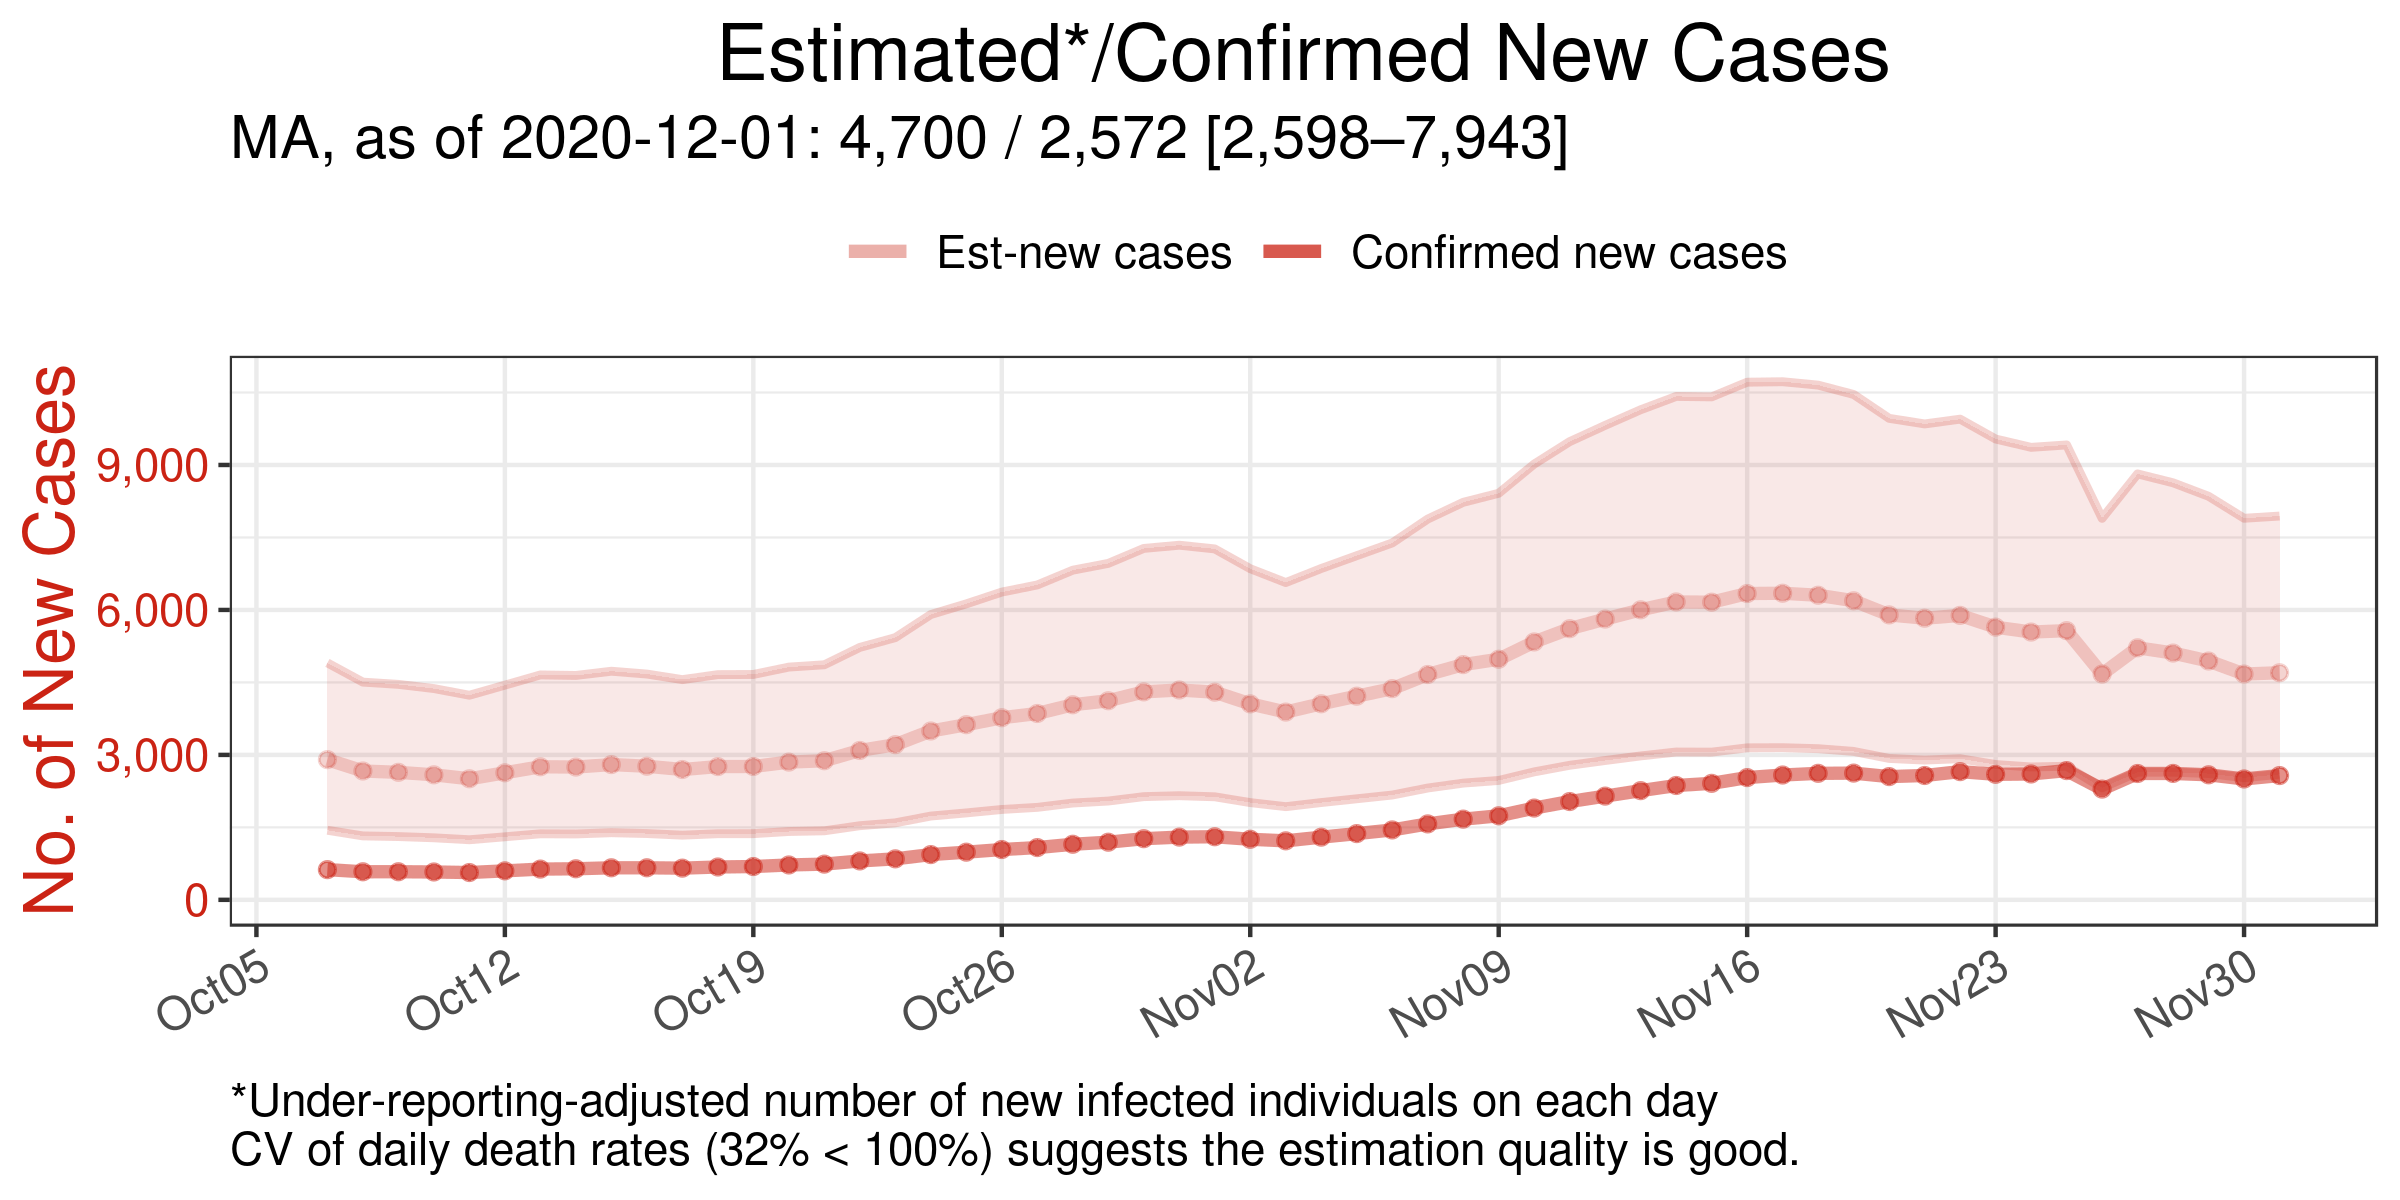 Estimated*/Confirmed New Cases
MA, as of 2020-12-01: 4,700 / 2,572 [2,598–7,943]
Est-new cases
Confirmed new cases
No. of New Cases
9,000
6,000
3,000
0
Oct05
Oct12
Oct19
Oct26
Nov02
Nov09
Nov16
Nov23
Nov30
*Under-reporting-adjusted number of new infected individuals on each day
CV of daily death rates (32% < 100%) suggests the estimation quality is good.